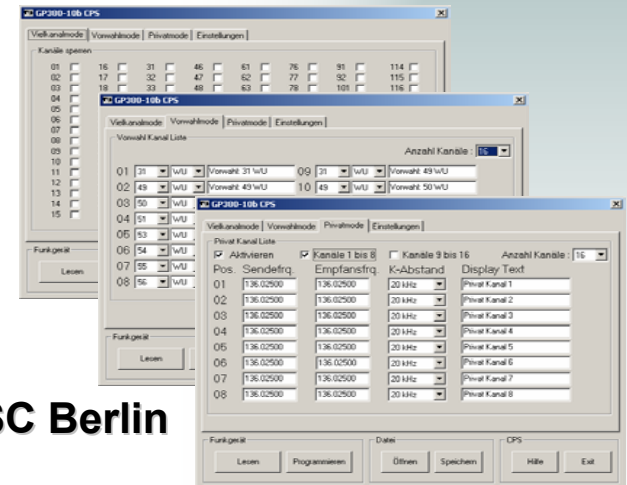 GP300-10b CPS
Vielkanalmode Vorwahlmode Privatmode Einstellungen
Kanäle sperren
01 16 31 46 61 76 91 114
02 17 32 47 62 77 92 115
03 18 33 48 63 78 101 116
04
05
06
07
08
09
10
11
12
13
14
15
Funkgerät
Lesen
GP300-10b CPS
Vielkanalmode Vorwahlmode Privatmode Einstellungen
Vorwahl Kanal Liste
Anzahl Kanäle : 16
01 31 WU Vorwahl: 31 WU 09 31 WU Vorwahl: 49 WU
02 49 WU Vorwahl: 49 WU 10 49 WU Vorwahl: 50 WU
03 50 WU
04 51 WU
05 53 WU
06 54 WU
07 55 WU
08 56 WU
Funkgerät
Lesen
GP300-10b CPS
Vielkanalmode Vorwahlmode Privatmode Einstellungen
Privat Kanal Liste
Aktivieren Kanäle 1 bis 8 Kanäle 9 bis 16 Anzahl Kanäle : 16
Pos. Sendefrq. Empfansfrq. K-Abstand Display Text
01 136.02500 136.02500 20 kHz Privat Kanal 1
02 136.02500 136.02500 20 kHz Privat Kanal 2
03 136.02500 136.02500 20 kHz Privat Kanal 3
04 136.02500 136.02500 20 kHz Privat Kanal 4
05 136.02500 136.02500 20 kHz Privat Kanal 5
06 136.02500 136.02500 20 kHz Privat Kanal 6
07 136.02500 136.02500 20 kHz Privat Kanal 7
08 136.02500 136.02500 20 kHz Privat Kanal 8
Funkgerät Datei CPS
Lesen Programmieren Öffnen Speichern Hilfe Exit
SC Berlin